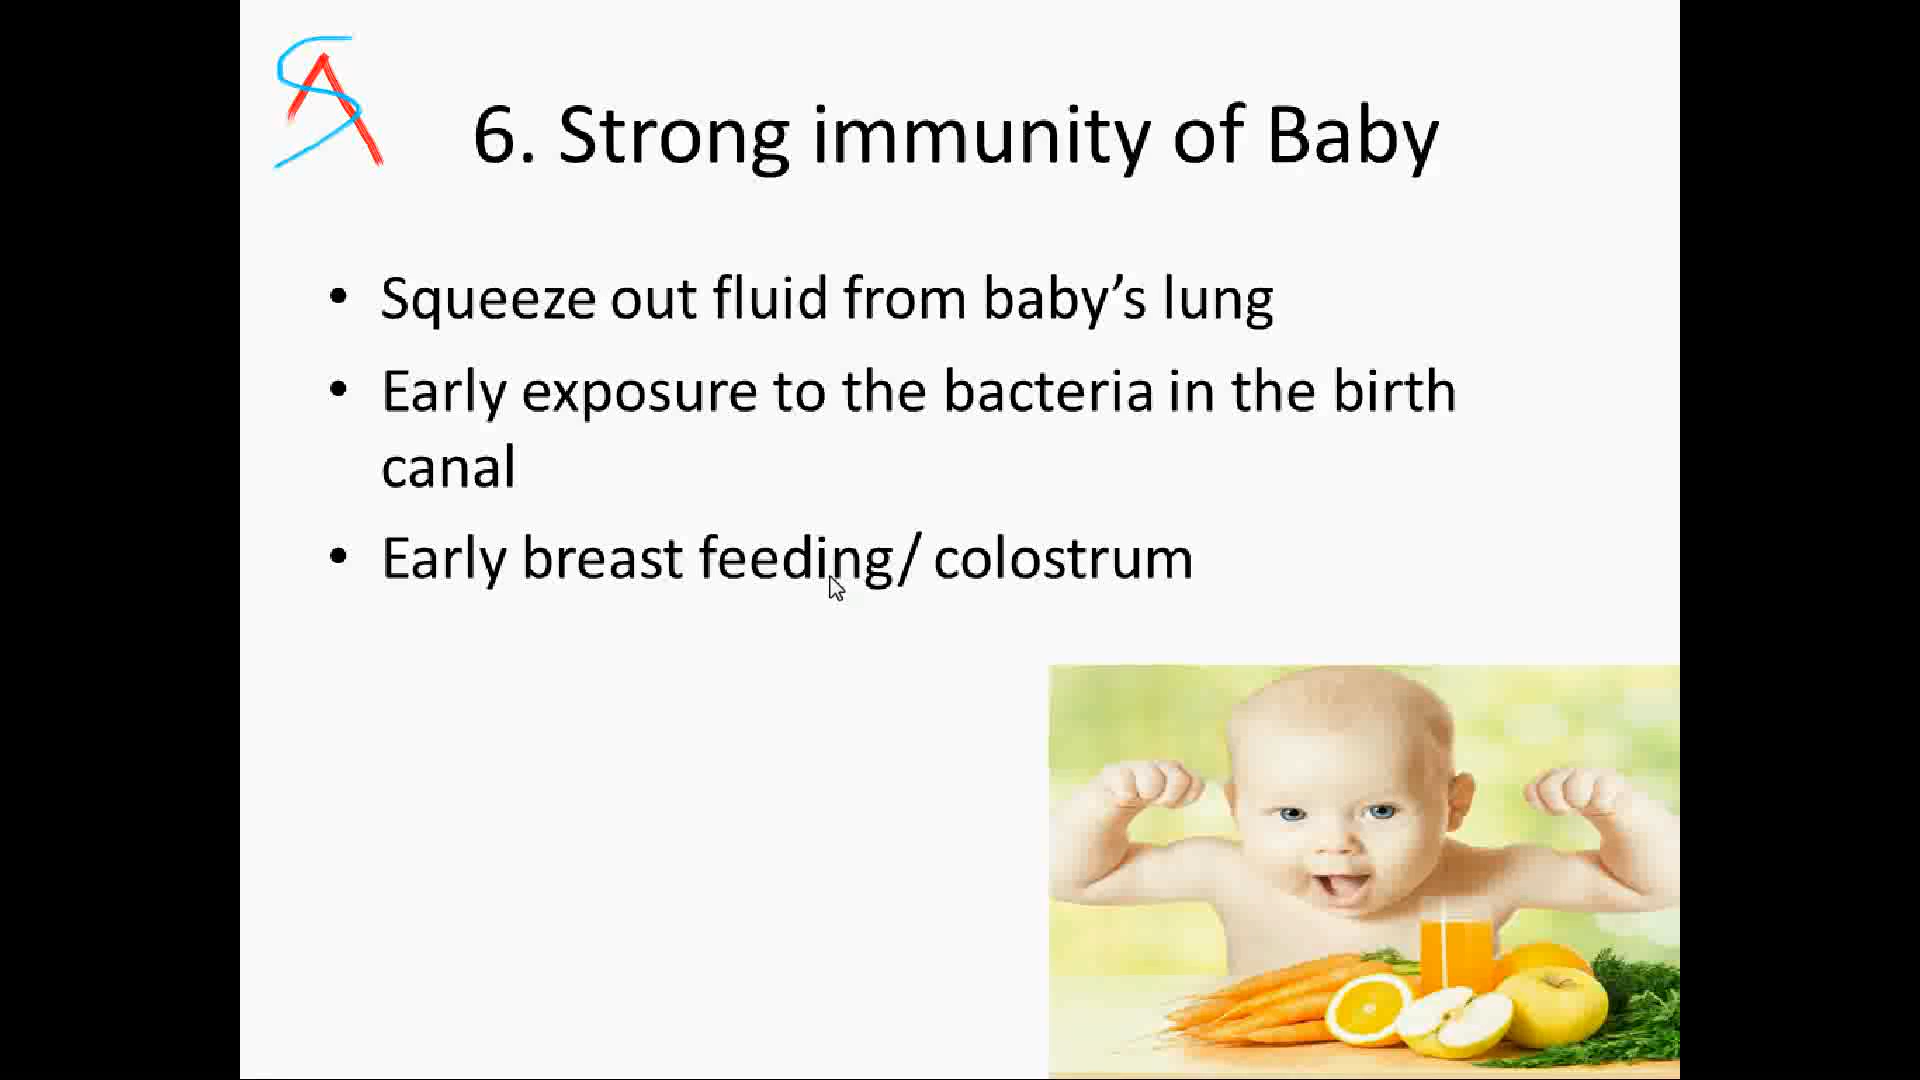 SA
6. Strong immunity of Baby
• Squeeze out fluid from baby’s lung
• Early exposure to the bacteria in the birth
canal
• Early breast feeding/ colostrum